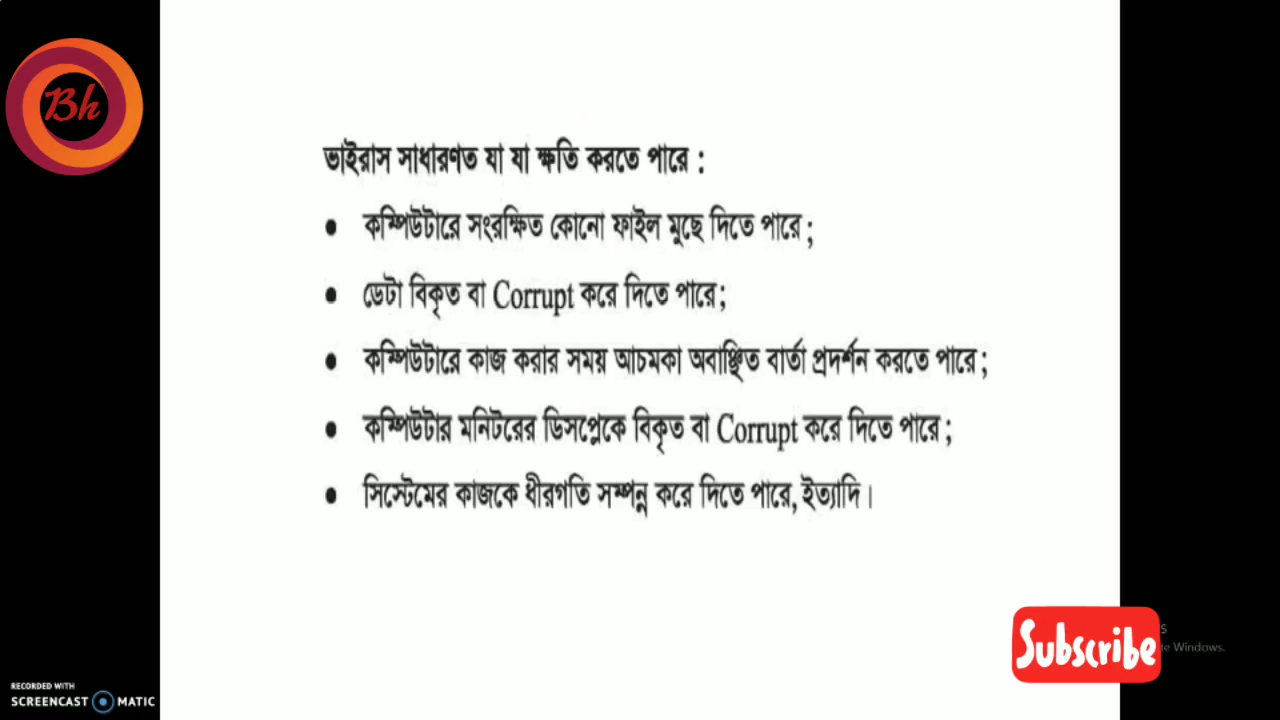 Bh
ভাইরাস সাধারণত যা যা ক্ষতি করতে পারে :
• কম্পিউটারে সংরক্ষিত কোনো ফাইল মুছে দিতে পারে ;
• ডেটা বিকৃত বা Corrupt করে দিতে পারে ;
• কম্পিউটারে কাজ করার সময় আচমকা অবাঞ্ছিত বার্তা প্রদর্শন করতে পারে ;
• কম্পিউটার মনিটরের ডিসপ্লেকে বিকৃত বা Corrupt করে দিতে পারে ;
• সিস্টেমের কাজকে ধীরগতি সম্পন্ন করে দিতে পারে, ইত্যাদি।
Subscribe
Windows.
RECORDED WITH
SCREENCAST MATIC